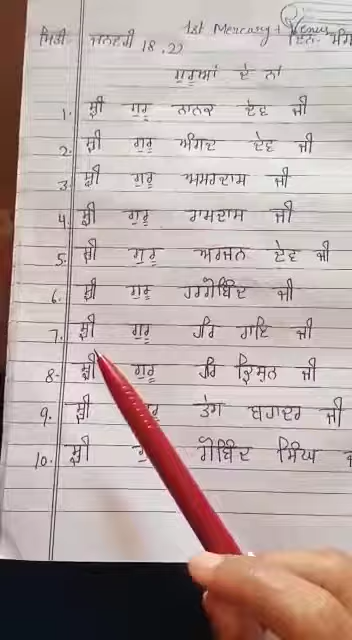 1st Mercury + Venus
ਮਿਤੀ ਜਨਵਰੀ 18,22 ਦਿਨ- ਮੰਗ
ਗੁਰੂਆਂ ਦੇ ਨਾਂ
1. ਸ਼੍ਰੀ ਗੁਰੂ ਨਾਨਕ ਦੇਵ ਜੀ
2. ਸ਼੍ਰੀ ਗੁਰੂ ਅੰਗਦ ਦੇਵ ਜੀ
3. ਸ਼੍ਰੀ ਗੁਰੂ ਅਮਰਦਾਸ ਜੀ
4. ਸ਼੍ਰੀ ਗੁਰੂ ਰਾਮਦਾਸ ਜੀ
5. ਸ਼੍ਰੀ ਗੁਰੂ ਅਰਜਨ ਦੇਵ ਜੀ
6. ਸ਼੍ਰੀ ਗੁਰੂ ਹਰਗੋਬਿੰਦ ਜੀ
7. ਸ਼੍ਰੀ ਗੁਰੂ ਹਰਿ ਰਾਇ ਜੀ
8. ਸ਼੍ਰੀ ਗੁਰੂ ਹਰਿ ਕ੍ਰਿਸ਼ਨ ਜੀ
9. ਸ਼੍ਰੀ ਗੁਰੂ ਤੇਗ ਬਹਾਦਰ ਜੀ
10. ਸ਼੍ਰੀ ਗੋਬਿੰਦ ਸਿੰਘ